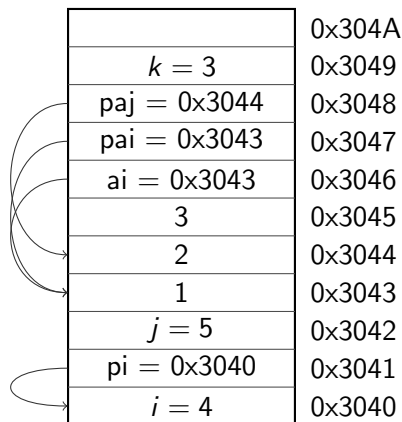 0x304A
k = 3 0x3049
paj = 0x3044 0x3048
pai = 0x3043 0x3047
ai = 0x3043 0x3046
3 0x3045
2 0x3044
1 0x3043
j = 5 0x3042
pi = 0x3040 0x3041
i = 4 0x3040